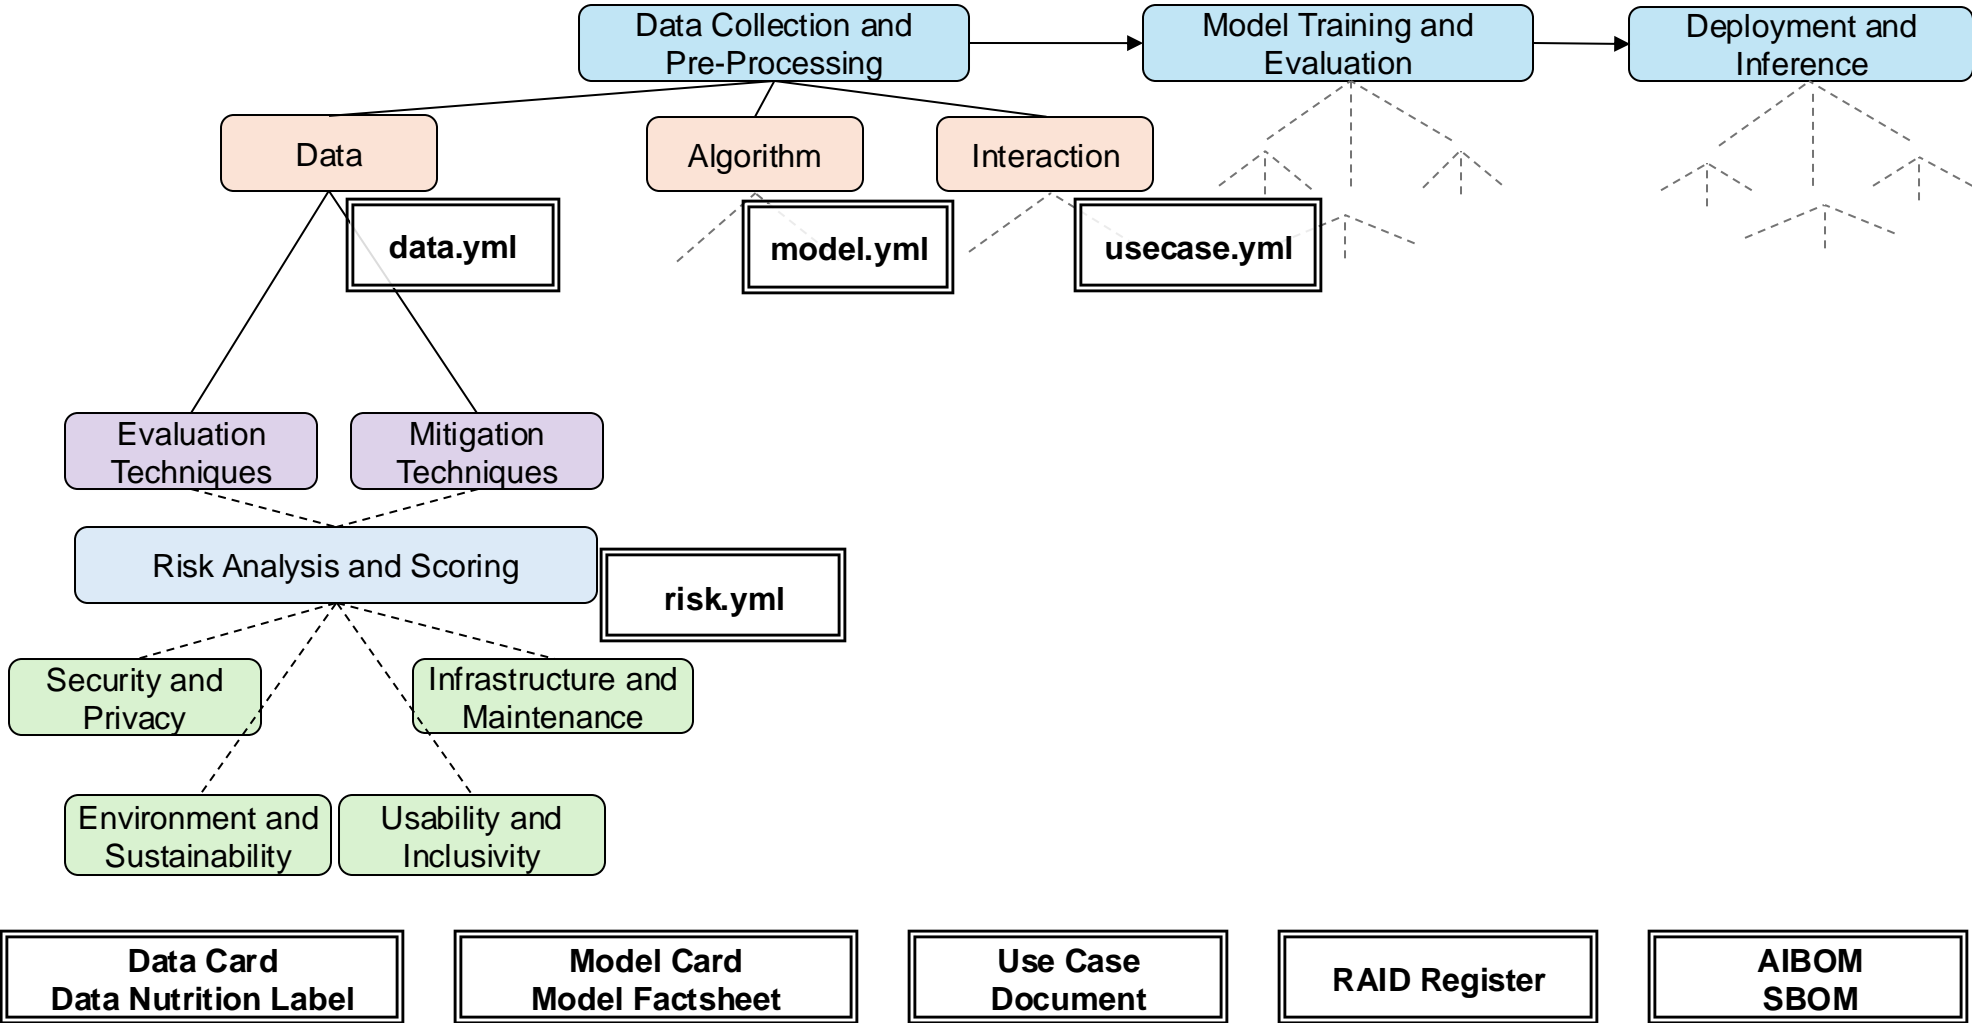 Data Collection and
Pre-Processing
Model Training and
Evaluation
Deployment and
Inference
Data
Algorithm
Interaction
data.yml
model.yml
usecase.yml
Evaluation
Techniques
Mitigation
Techniques
Risk Analysis and Scoring
risk.yml
Security and
Privacy
Infrastructure and
Maintenance
Environment and
Sustainability
Usability and
Inclusivity
Data Card
Data Nutrition Label
Model Card
Model Factsheet
Use Case
Document
RAID Register
AIBOM
SBOM